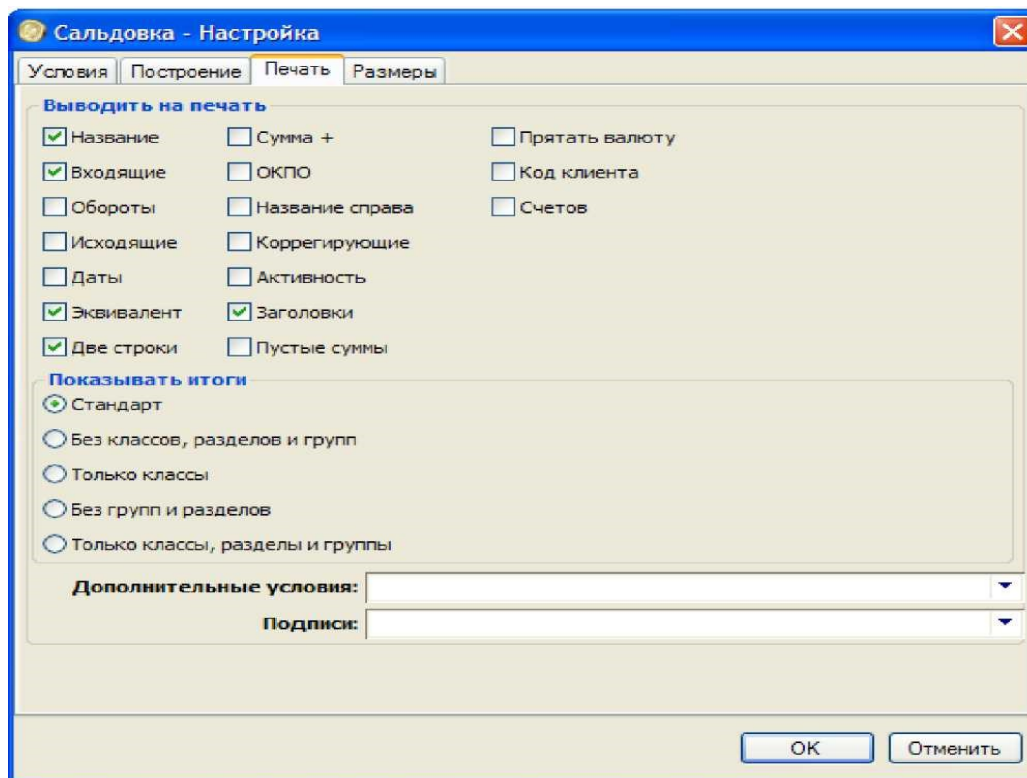 Сальдовка - Настройка
Условия Построение Печать Размеры
Выводить на печать
Название Сумма + Прятать валюту
Входящие ОКПО Код клиента
Обороты Название справа Счетов
Исходящие Коррегирующие
Даты Активность
Эквивалент Заголовки
Две строки Пустые суммы
Показывать итоги
Стандарт
Без классов, разделов и групп
Только классы
Без групп и разделов
Только классы, разделы и группы
Дополнительные условия:
Подписи:
OK Отменить